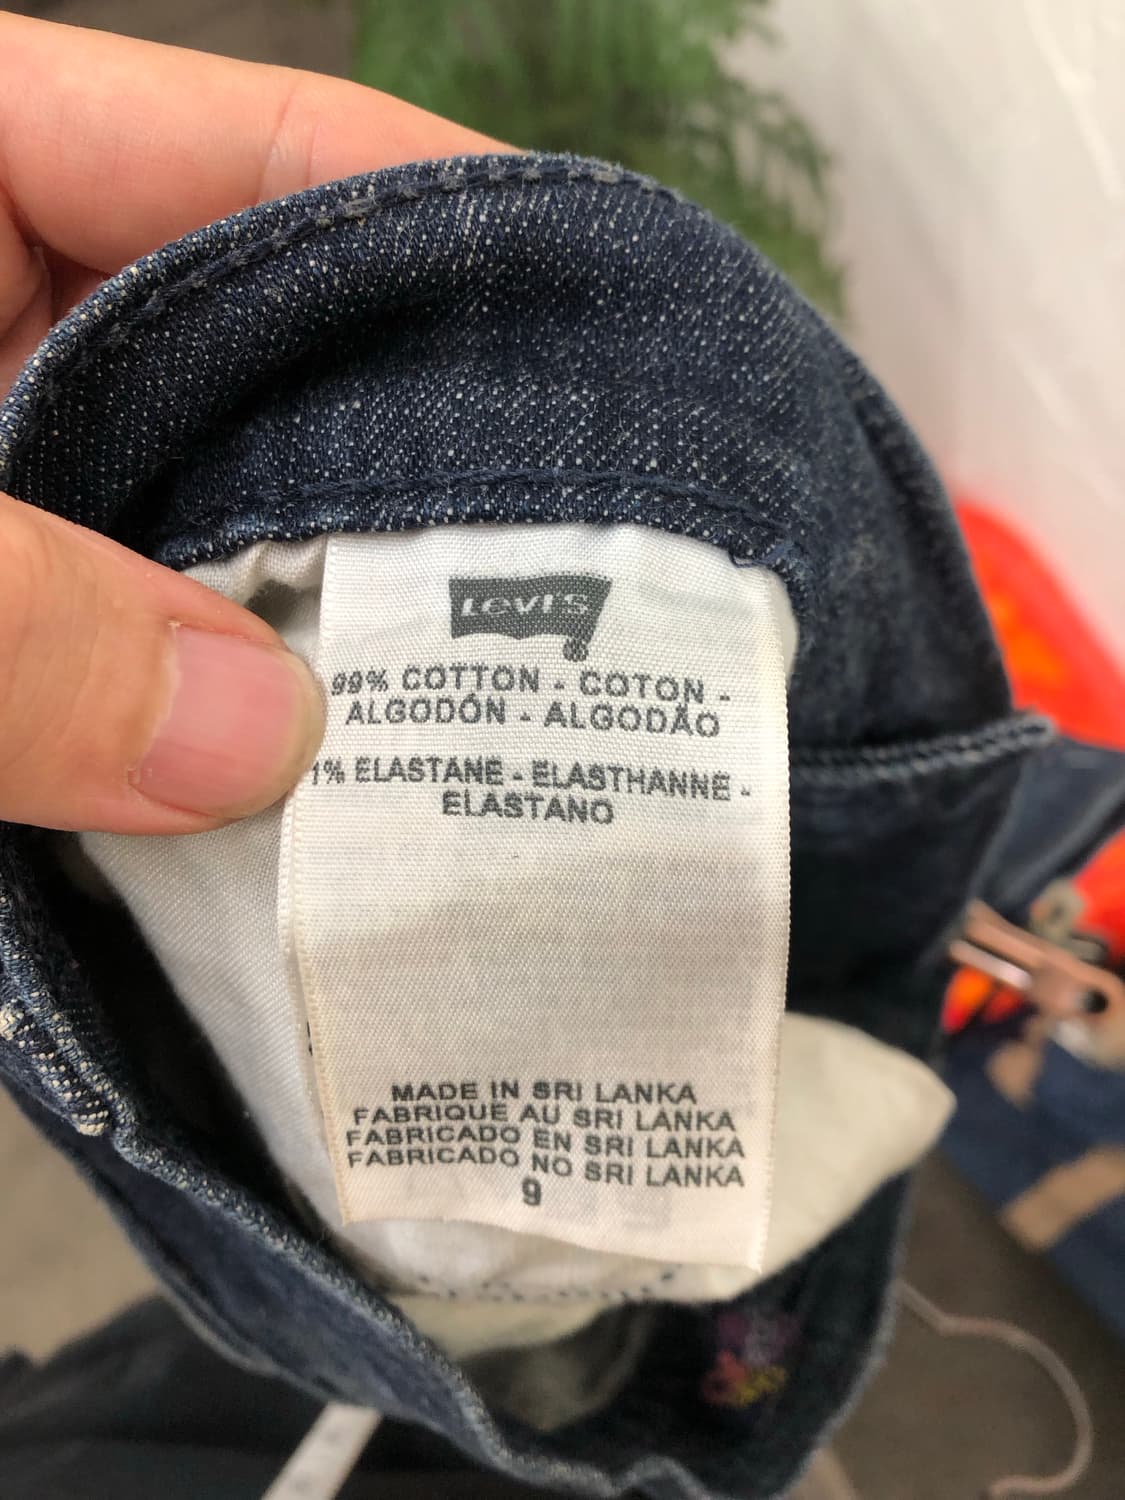 LEVI'S
99% COTTON - COTON -
ALGODÓN - ALGODÃO
1% ELASTANE - ELASTHANNE -
ELASTANO
MADE IN SRI LANKA
FABRIQUE AU SRI LANKA
FABRICADO EN SRI LANKA
FABRICADO NO SRI LANKA
9